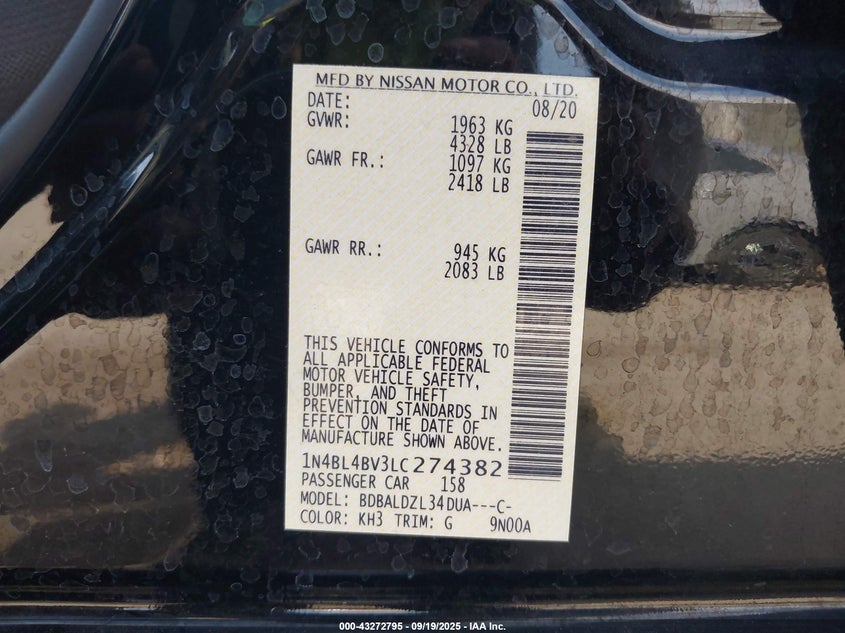 MFD BY NISSAN MOTOR CO., LTD.
DATE: 08/20
GVWR: 1963 KG
4328 LB
GAWR FR.: 1097 KG
2418 LB
GAWR RR.: 945 KG
2083 LB
THIS VEHICLE CONFORMS TO
ALL APPLICABLE FEDERAL
MOTOR VEHICLE SAFETY,
BUMPER, AND THEFT
PREVENTION STANDARDS IN
EFFECT ON THE DATE OF
MANUFACTURE SHOWN ABOVE.
1N4BL4BV3LC274382
PASSENGER CAR 158
MODEL: BDBALDZL34DUA---C-
COLOR: KH3 TRIM: G 9N00A
000-43272795 - 09/19/2025 - IAA Inc.